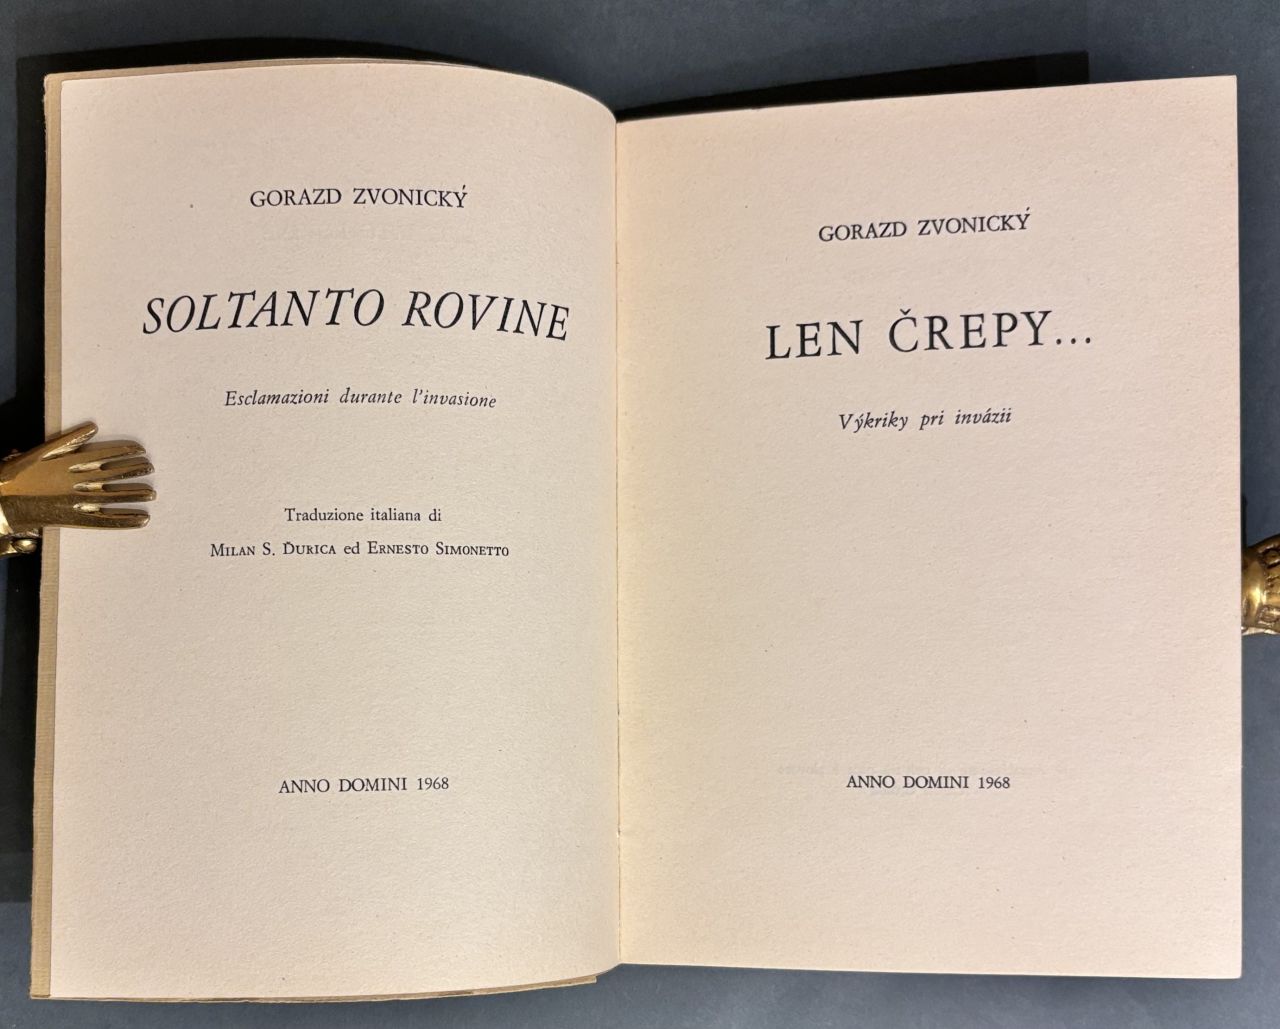 GORAZD ZVONICKÝ
SOLTANTO ROVINE
Esclamazioni durante l'invasione
Traduzione italiana di
MILAN S. ĎURICA ed ERNESTO SIMONETTO
ANNO DOMINI 1968
GORAZD ZVONICKÝ
LEN ČREPY...
Výkriky pri invázii
ANNO DOMINI 1968